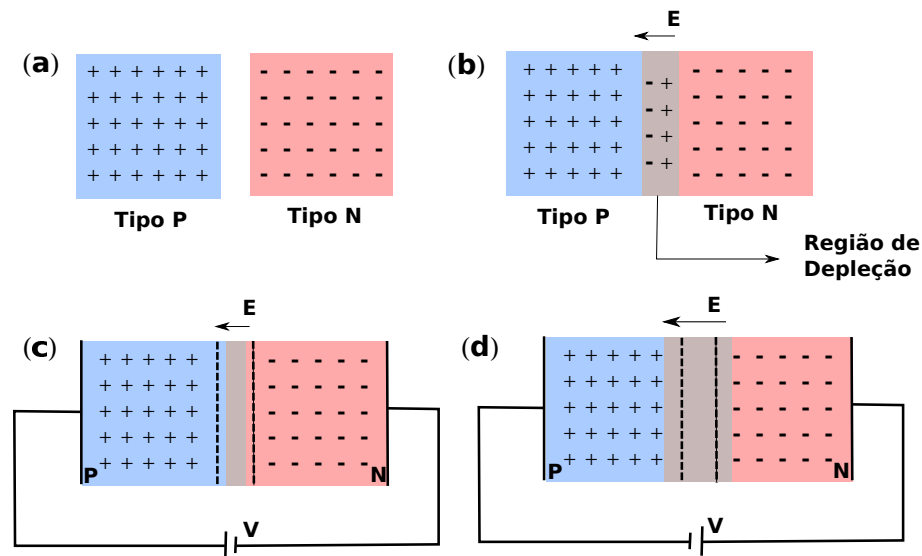 (a)
Tipo P
Tipo N
(b)
E
Tipo P
Tipo N
Região de
Depleção
(c)
E
P
N
V
(d)
E
P
N
V